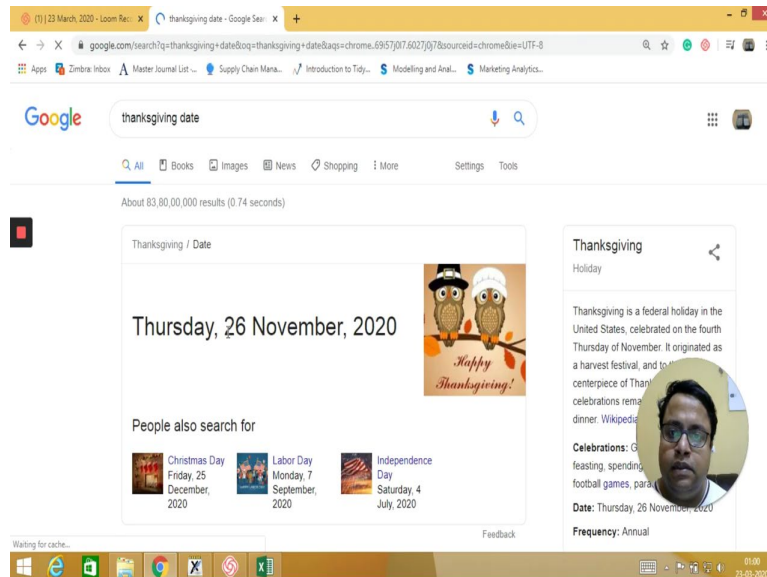 (1) | 23 March, 2020 - Loom Rec
thanksgiving date - Google Sear
google.com/search?q=thanksgiving+date&oq=thanksgiving+date&aqs=chrome..69i57j0l7.6027j0j7&sourceid=chrome&ie=UTF-8
Apps Zimbra: Inbox Master Journal List -... Supply Chain Mana... Introduction to Tidy... Modelling and Anal... Marketing Analytics...
Google
thanksgiving date
All Books Images News Shopping More Settings Tools
About 83,80,00,000 results (0.74 seconds)
Thanksgiving / Date
Thursday, 26 November, 2020
Happy
Thanksgiving!
People also search for
Christmas Day
Friday, 25
December,
2020
Labor Day
Monday, 7
September,
2020
Independence
Day
Saturday, 4
July, 2020
Feedback
Thanksgiving
Holiday
Thanksgiving is a federal holiday in the
United States, celebrated on the fourth
Thursday of November. It originated as
a harvest festival, and to
centerpiece of Than
celebrations rema
dinner. Wikipedia
Celebrations: G
feasting, spending
football games, para
Date: Thursday, 26 November, 2020
Frequency: Annual
Waiting for cache...
01:00